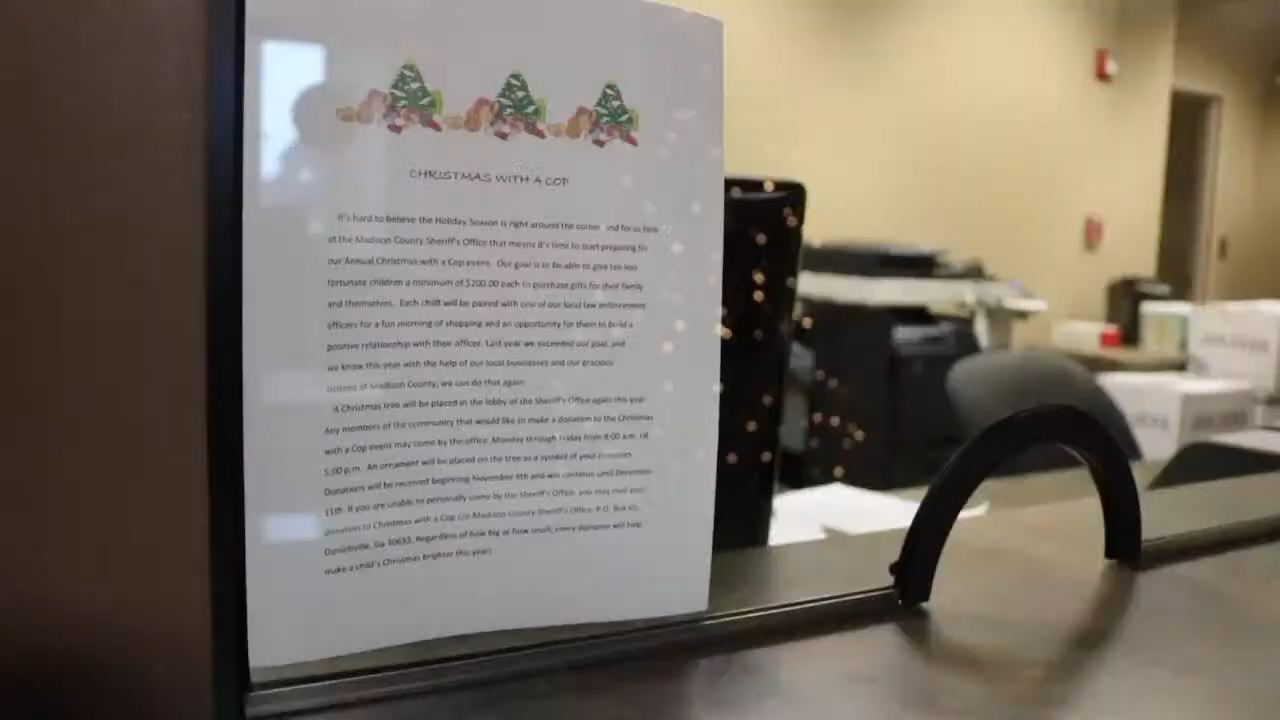 CHRISTMAS WITH A COP
It's hard to believe the Holiday Season is right around the corner and for us here
at the Madison County Sheriff's Office that means it's time to start preparing for
our Annual Christmas with a Cop event. Our goal is to be able to give ten less
fortunate children a minimum of $200.00 each to purchase gifts for their family
and themselves. Each child will be paired with one of our local law enforcement
officers for a fun morning of shopping and an opportunity for them to build a
positive relationship with their officer. Last year we exceeded our goal, and
we know this year with the help of our local businesses and our gracious
citizens of Madison County, we can do that again.
A Christmas tree will be placed in the lobby of the Sheriff's Office again this year.
Any members of the community that would like to make a donation to the Christmas
with a Cop event may come by the office, Monday through Friday from 8:00 a.m. till
5:00 p.m. An ornament will be placed on the tree as a symbol of your donation.
Donations will be received beginning November 6th and will continue until December
11th. If you are unable to personally come by the Sheriff's Office, you may mail your
donation to Christmas with a Cop c/o Madison County Sheriff's Office, P.O. Box
Danielsville, Ga 30633. Regardless of how big or how small, every donation will help
make a child's Christmas brighter this year!